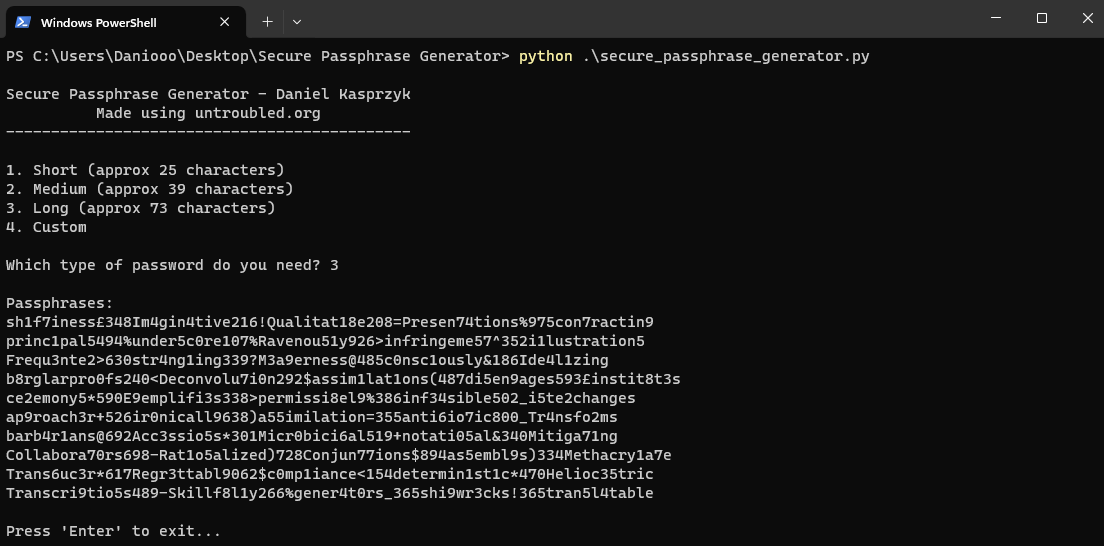 Windows PowerShell
PS C:\Users\Daniooo\Desktop\Secure Passphrase Generator> python .\secure_passphrase_generator.py
Secure Passphrase Generator - Daniel Kasprzyk
Made using untroubled.org
---------------------------------------------
1. Short (approx 25 characters)
2. Medium (approx 39 characters)
3. Long (approx 73 characters)
4. Custom
Which type of password do you need? 3
Passphrases:
sh1f7iness£348Im4gin4tive216!Qualitat18e208=Presen74tions%975con7ractin9
princ1pal5494%under5c0re107%Ravenou51y926>infringeme57^352i1lustration5
Frequ3nte2>630str4ng1ing339?M3a9erness@485c0nsc1ously&186Ide4l1zing
b8rglarpro0fs240<Deconvolu7i0n292$assim1lat1ons(487di5en9ages593£instit8t3s
ce2emony5*590E9emplifi3s338>permissi8el9%386inf34sible502_i5te2changes
ap9roach3r+526ir0nicall9638)a55imilation=355anti6io7ic800_Tr4nsfo2ms
barb4r1ans@692Acc3ssio5s*301Micr0bici6al519+notati05al&340Mitiga71ng
Collabora70rs698-Rat1o5alized)728Conjun77ions$894as5embl9s)334Methacry1a7e
Trans6uc3r*617Regr3ttabl9062$c0mp1iance<154determin1st1c*470Helioc35tric
Transcri9tio5s489-Skillf8l1y266%gener4t0rs_365shi9wr3cks!365tran5l4table
Press 'Enter' to exit...